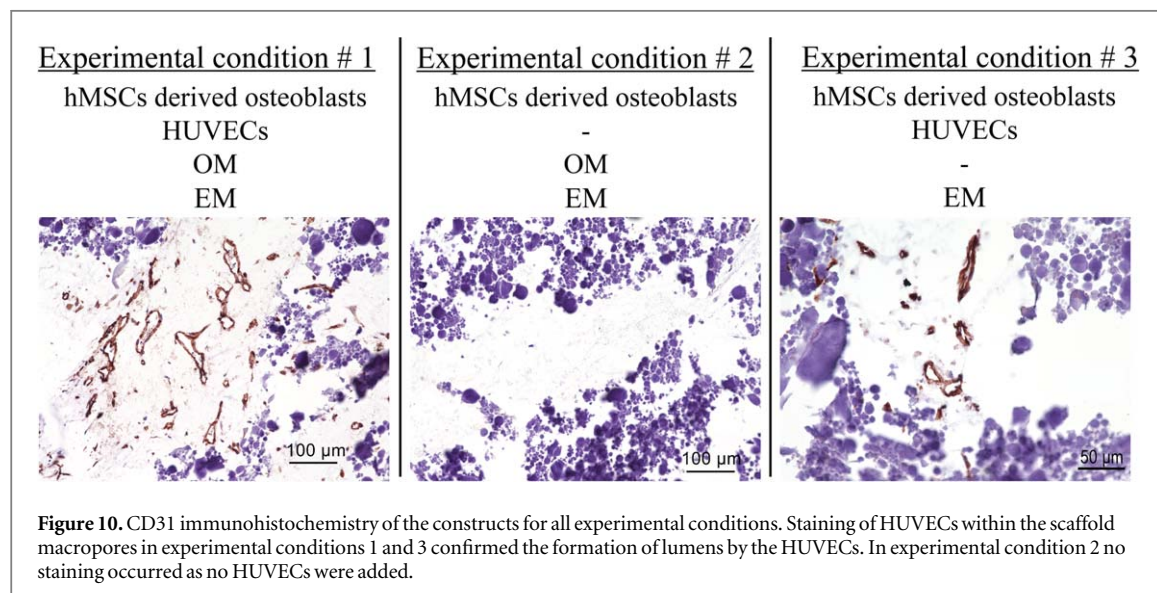 Experimental condition # 1
hMSCs derived osteoblasts
HUVECs
OM
EM
100 µm
Experimental condition # 2
hMSCs derived osteoblasts
-
OM
EM
100 µm
Experimental condition # 3
hMSCs derived osteoblasts
HUVECs
-
EM
50 µm
Figure 10. CD31 immunohistochemistry of the constructs for all experimental conditions. Staining of HUVECs within the scaffold
macropores in experimental conditions 1 and 3 confirmed the formation of lumens by the HUVECs. In experimental condition 2 no
staining occurred as no HUVECs were added.